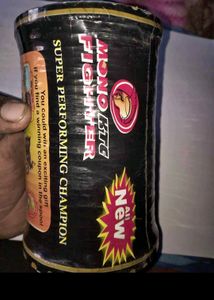 MONO KTC
FIGHTER
SUPER PERFORMING CHAMPION
All
New
You could win an exciting gift
if you find a winning coupon in the spool